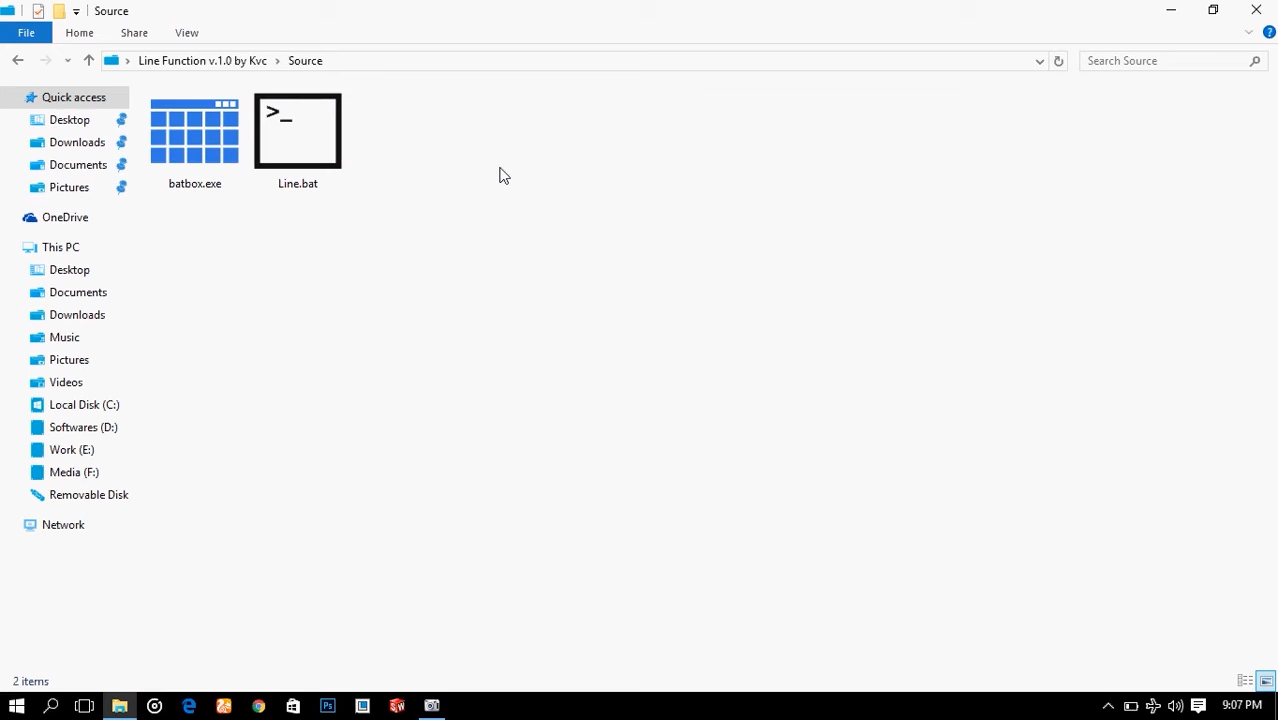 Source
File
Home
Share
View
Line Function v.1.0 by Kvc
Source
Search Source
Quick access
Desktop
Downloads
Documents
Pictures
OneDrive
This PC
Desktop
Documents
Downloads
Music
Pictures
Videos
Local Disk (C:)
Softwares (D:)
Work (E:)
Media (F:)
Removable Disk
Network
>_
batbox.exe
Line.bat
2 items
Ps
L
SW
9:07 PM